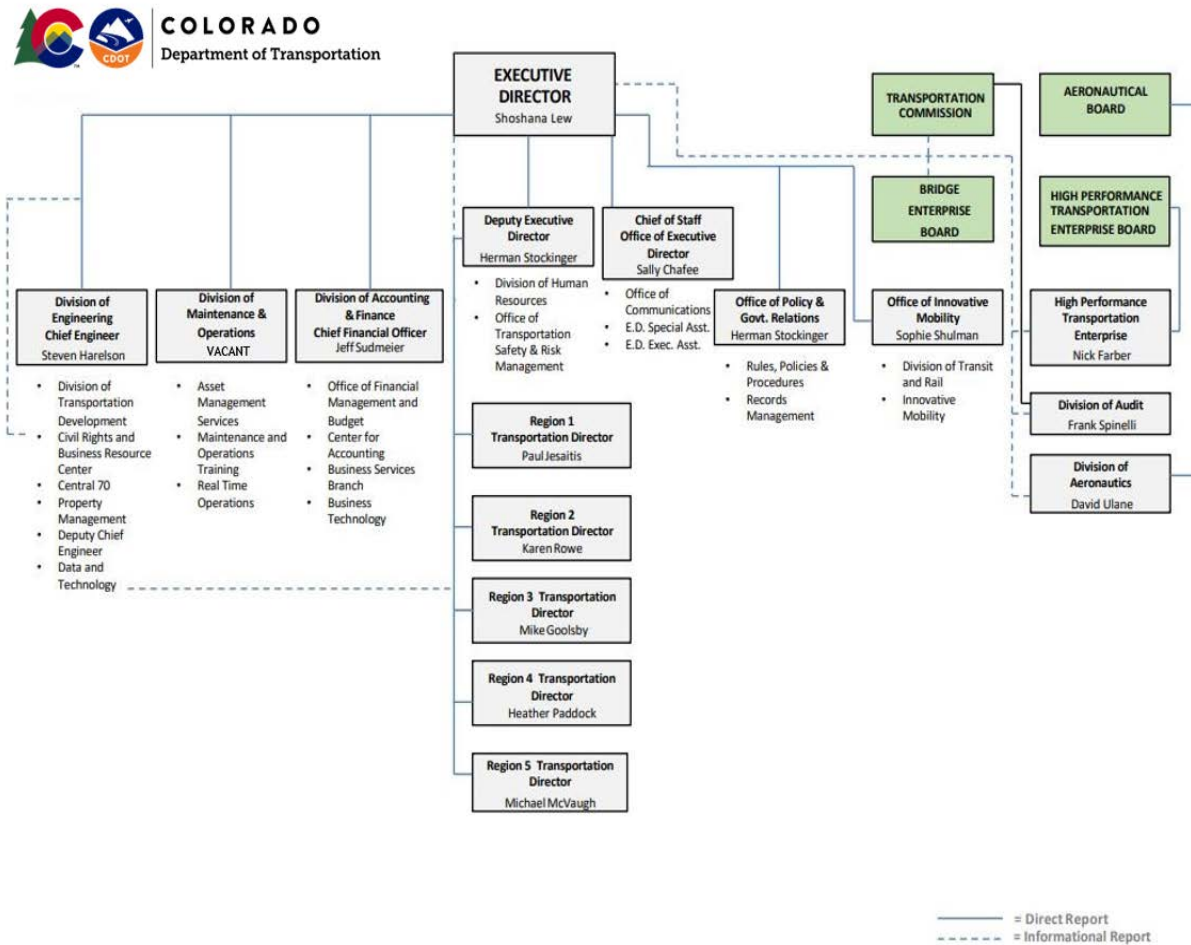 COLORADO
Department of Transportation
CDOT
TM
EXECUTIVE
DIRECTOR
Shoshana Lew
TRANSPORTATION
COMMISSION
AERONAUTICAL
BOARD
BRIDGE
ENTERPRISE
BOARD
HIGH PERFORMANCE
TRANSPORTATION
ENTERPRISE BOARD
Deputy Executive
Director
Herman Stockinger
• Division of Human
Resources
• Office of
Transportation
Safety & Risk
Management
Chief of Staff
Office of Executive
Director
Sally Chafee
• Office of
Communications
• E.D. Special Asst.
• E.D. Exec. Asst.
Division of
Engineering
Chief Engineer
Steven Harelson
• Division of
Transportation
Development
• Civil Rights and
Business Resource
Center
• Central 70
• Property
Management
• Deputy Chief
Engineer
• Data and
Technology
Division of
Maintenance &
Operations
VACANT
• Asset
Management
Services
• Maintenance and
Operations
Training
• Real Time
Operations
Division of Accounting
& Finance
Chief Financial Officer
Jeff Sudmeier
• Office of Financial
Management and
Budget
• Center for
Accounting
• Business Services
Branch
• Business
Technology
Office of Policy &
Govt. Relations
Herman Stockinger
• Rules, Policies &
Procedures
• Records
Management
Office of Innovative
Mobility
Sophie Shulman
• Division of Transit
and Rail
• Innovative
Mobility
High Performance
Transportation
Enterprise
Nick Farber
Division of Audit
Frank Spinelli
Division of
Aeronautics
David Ulane
Region 1
Transportation Director
Paul Jesaitis
Region 2
Transportation Director
Karen Rowe
Region 3 Transportation
Director
Mike Goolsby
Region 4 Transportation
Director
Heather Paddock
Region 5 Transportation
Director
Michael McVaugh
= Direct Report
= Informational Report